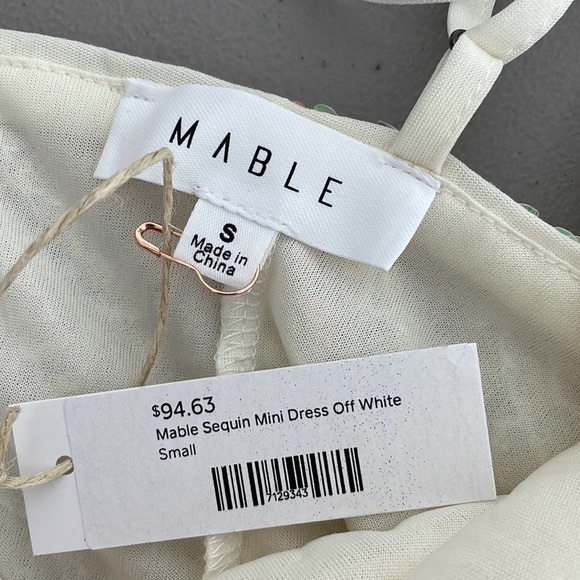 MABLE
S
Made in
China
$94.63
Mable Sequin Mini Dress Off White
Small
7129343